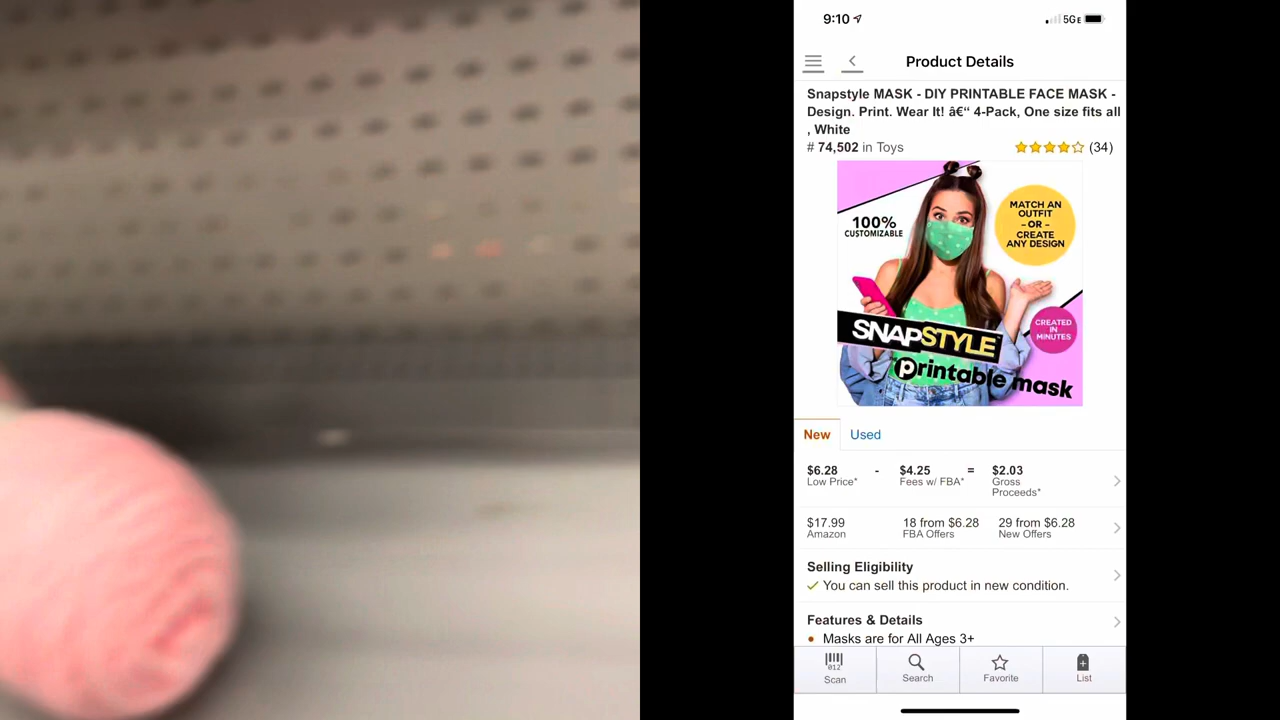 9:10
5GE
Product Details
Snapstyle MASK - DIY PRINTABLE FACE MASK -
Design. Print. Wear It! â€“ 4-Pack, One size fits all
, White
# 74,502 in Toys
(34)
100%
CUSTOMIZABLE
MATCH AN
OUTFIT
- OR -
CREATE
ANY DESIGN
SNAPSTYLE
CREATED
IN
MINUTES
printable mask
New
Used
$6.28 - $4.25 = $2.03
Low Price* Fees w/ FBA* Gross
Proceeds*
$17.99 18 from $6.28 29 from $6.28
Amazon FBA Offers New Offers
Selling Eligibility
You can sell this product in new condition.
Features & Details
• Masks are for All Ages 3+
012
Scan Search Favorite List